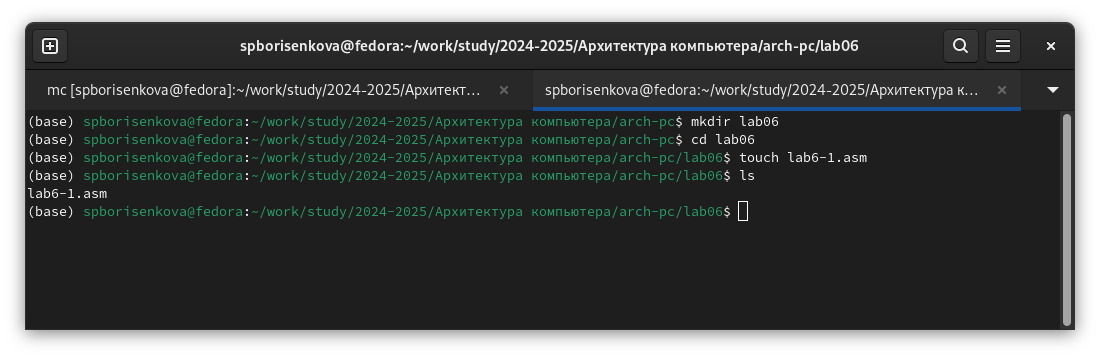 spborisenkova@fedora:~/work/study/2024-2025/Архитектура компьютера/arch-pc/lab06
mc [spborisenkova@fedora]:~/work/study/2024-2025/Архитект...
spborisenkova@fedora:~/work/study/2024-2025/Архитектура к...
(base) spborisenkova@fedora:~/work/study/2024-2025/Архитектура компьютера/arch-pc$ mkdir lab06
(base) spborisenkova@fedora:~/work/study/2024-2025/Архитектура компьютера/arch-pc$ cd lab06
(base) spborisenkova@fedora:~/work/study/2024-2025/Архитектура компьютера/arch-pc/lab06$ touch lab6-1.asm
(base) spborisenkova@fedora:~/work/study/2024-2025/Архитектура компьютера/arch-pc/lab06$ ls
lab6-1.asm
(base) spborisenkova@fedora:~/work/study/2024-2025/Архитектура компьютера/arch-pc/lab06$